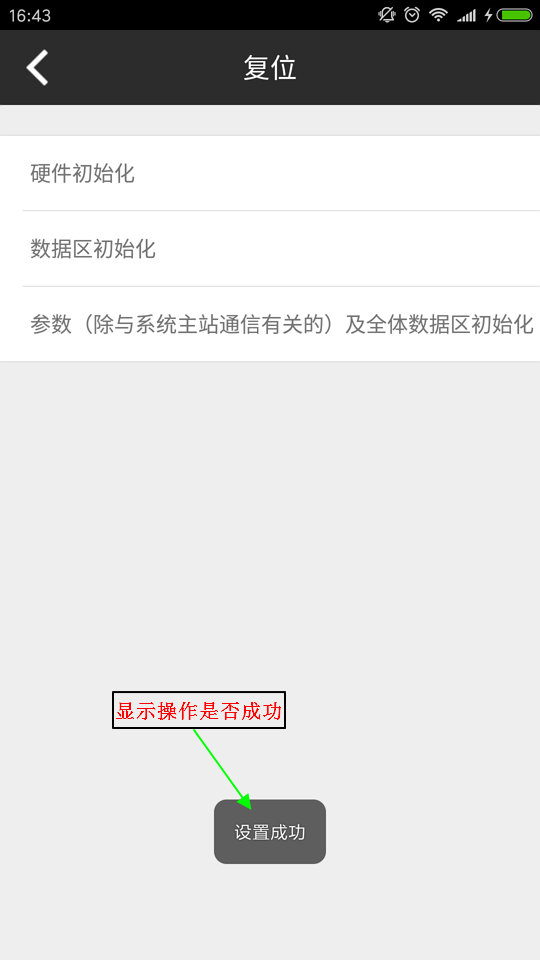 16:43
复位
硬件初始化
数据区初始化
参数（除与系统主站通信有关的）及全体数据区初始化
显示操作是否成功
设置成功